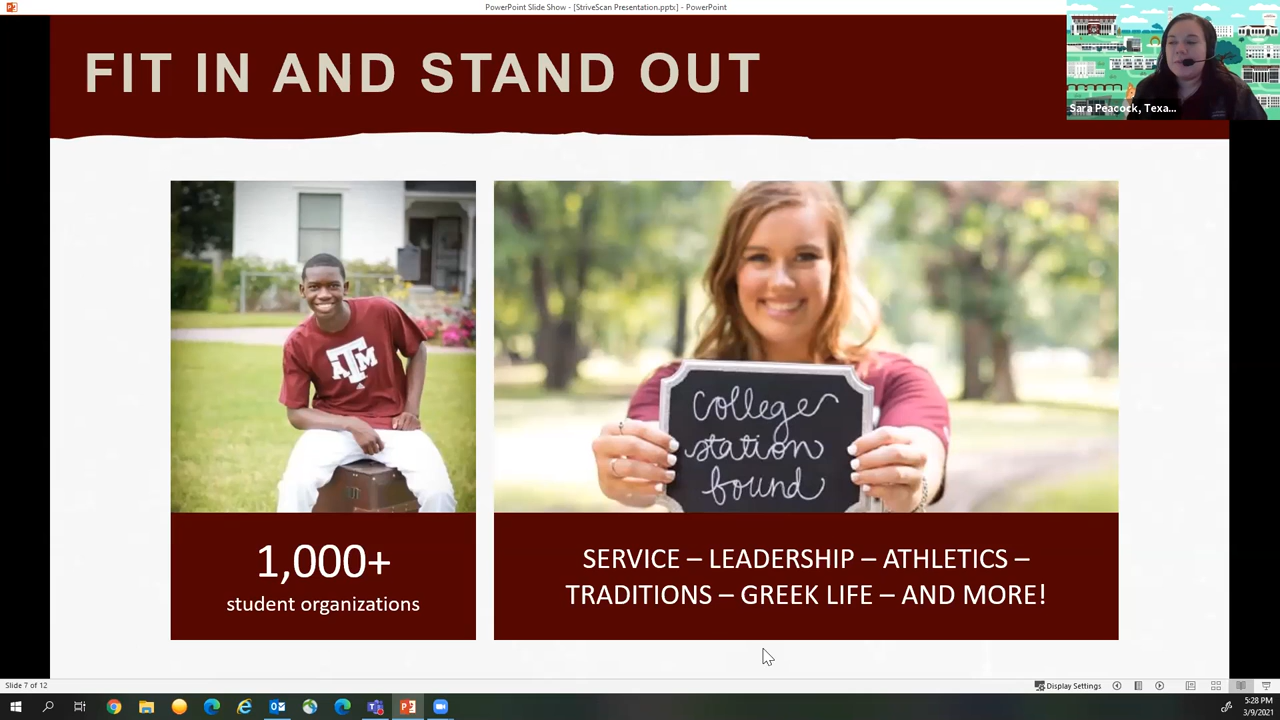 PowerPoint Slide Show - [StriveScan Presentation.pptx] - PowerPoint
FIT IN AND STAND OUT
Sara Peacock, Texa...
ATM
college
station
bound
1,000+
student organizations
SERVICE – LEADERSHIP – ATHLETICS –
TRADITIONS – GREEK LIFE – AND MORE!
Slide 7 of 12
Display Settings
5:28 PM
3/9/2021